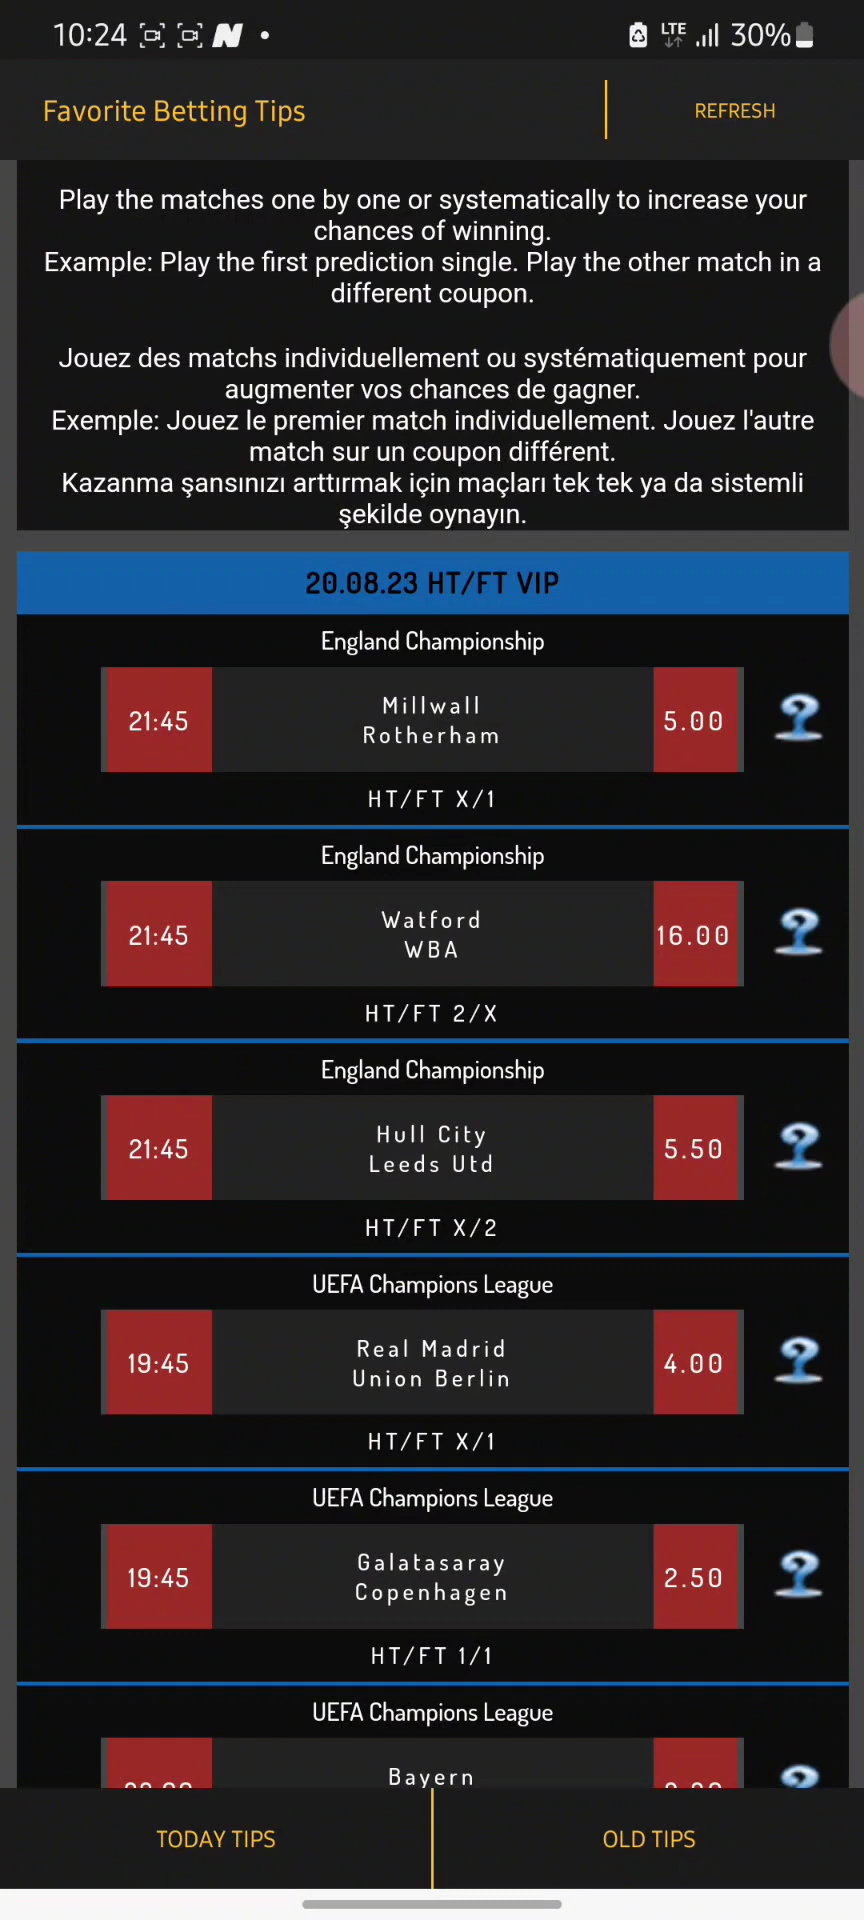 10:24
LTE
30%
Favorite Betting Tips
REFRESH
Play the matches one by one or systematically to increase your
chances of winning.
Example: Play the first prediction single. Play the other match in a
different coupon.
Jouez des matchs individuellement ou systématiquement pour
augmenter vos chances de gagner.
Exemple: Jouez le premier match individuellement. Jouez l'autre
match sur un coupon différent.
Kazanma şansınızı arttırmak için maçları tek tek ya da sistemli
şekilde oynayın.
20.08.23 HT/FT VIP
England Championship
21:45
Millwall
Rotherham
5.00
HT/FT X/1
England Championship
21:45
Watford
WBA
16.00
HT/FT 2/X
England Championship
21:45
Hull City
Leeds Utd
5.50
HT/FT X/2
UEFA Champions League
19:45
Real Madrid
Union Berlin
4.00
HT/FT X/1
UEFA Champions League
19:45
Galatasaray
Copenhagen
2.50
HT/FT 1/1
UEFA Champions League
Bayern
TODAY TIPS
OLD TIPS